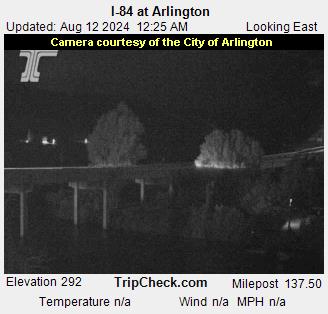 I-84 at Arlington
Updated: Aug 12 2024 12:25 AM Looking East
Camera courtesy of the City of Arlington
Elevation 292 TripCheck.com Milepost 137.50
Temperature n/a Wind n/a MPH n/a